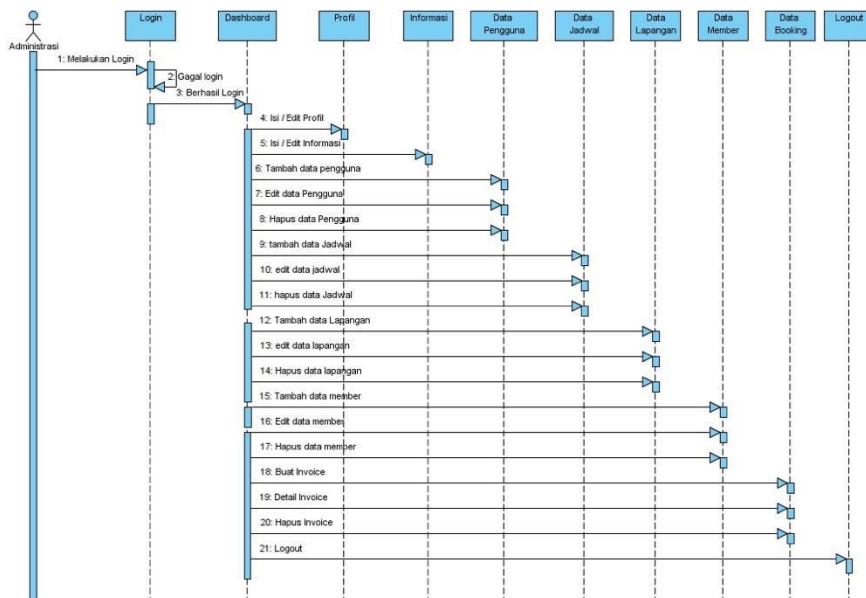 Login
Dashboard
Profil
Informasi
Data
Pengguna
Data
Jadwal
Data
Lapangan
Data
Member
Data
Booking
Logout
Administrasi
1: Melakukan Login
2: Gagal login
3: Berhasil Login
4: Isi / Edit Profil
5: Isi / Edit Informasi
6: Tambah data pengguna
7: Edit data Pengguna
8: Hapus data Pengguna
9: tambah data Jadwal
10: edit data jadwal
11: hapus data Jadwal
12: Tambah data Lapangan
13: edit data lapangan
14: Hapus data lapangan
15: Tambah data member
16: Edit data member
17: Hapus data member
18: Buat Invoice
19: Detail Invoice
20: Hapus Invoice
21: Logout